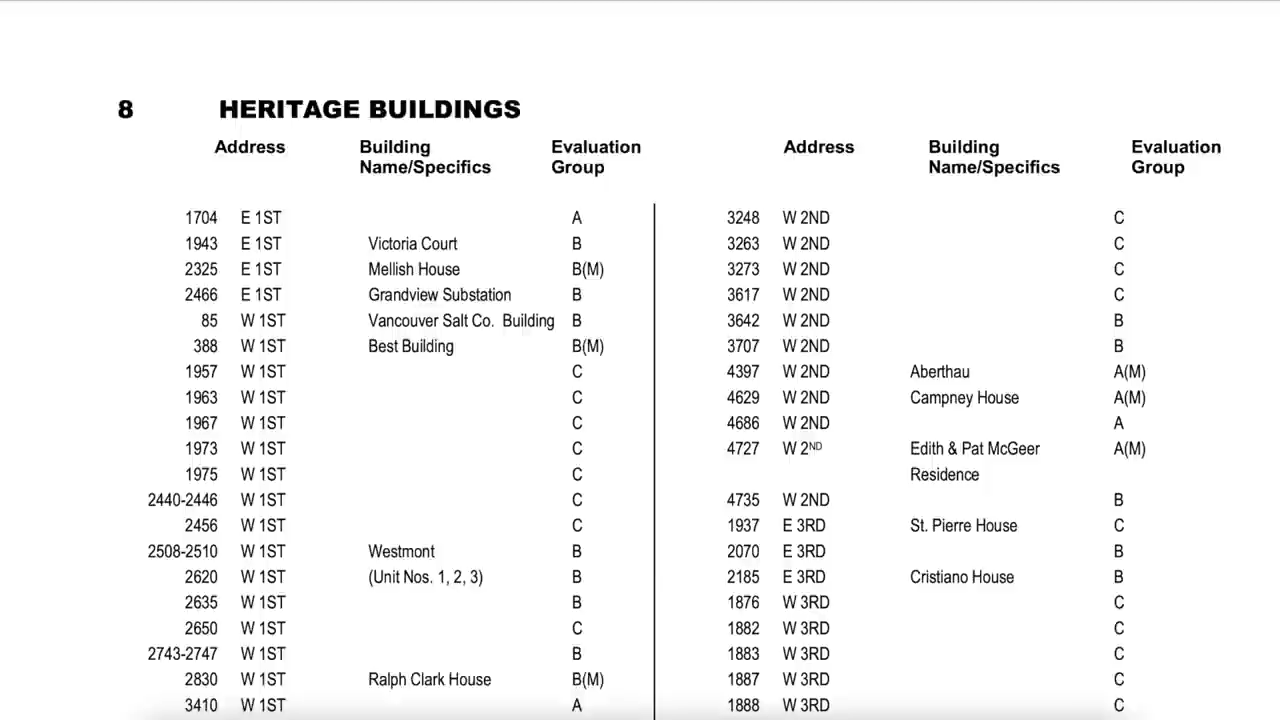 8 HERITAGE BUILDINGS
Address Building Name/Specifics Evaluation Group
1704 E 1ST A
1943 E 1ST Victoria Court B
2325 E 1ST Mellish House B(M)
2466 E 1ST Grandview Substation B
85 W 1ST Vancouver Salt Co. Building B
388 W 1ST Best Building B(M)
1957 W 1ST C
1963 W 1ST C
1967 W 1ST C
1973 W 1ST C
1975 W 1ST C
2440-2446 W 1ST C
2456 W 1ST C
2508-2510 W 1ST Westmont B
2620 W 1ST (Unit Nos. 1, 2, 3) B
2635 W 1ST B
2650 W 1ST C
2743-2747 W 1ST B
2830 W 1ST Ralph Clark House B(M)
3410 W 1ST A
Address Building Name/Specifics Evaluation Group
3248 W 2ND C
3263 W 2ND C
3273 W 2ND C
3617 W 2ND C
3642 W 2ND B
3707 W 2ND B
4397 W 2ND Aberthau A(M)
4629 W 2ND Campney House A(M)
4686 W 2ND A
4727 W 2ND Edith & Pat McGeer A(M)
Residence
4735 W 2ND B
1937 E 3RD St. Pierre House C
2070 E 3RD B
2185 E 3RD Cristiano House B
1876 W 3RD C
1882 W 3RD C
1883 W 3RD C
1887 W 3RD C
1888 W 3RD C